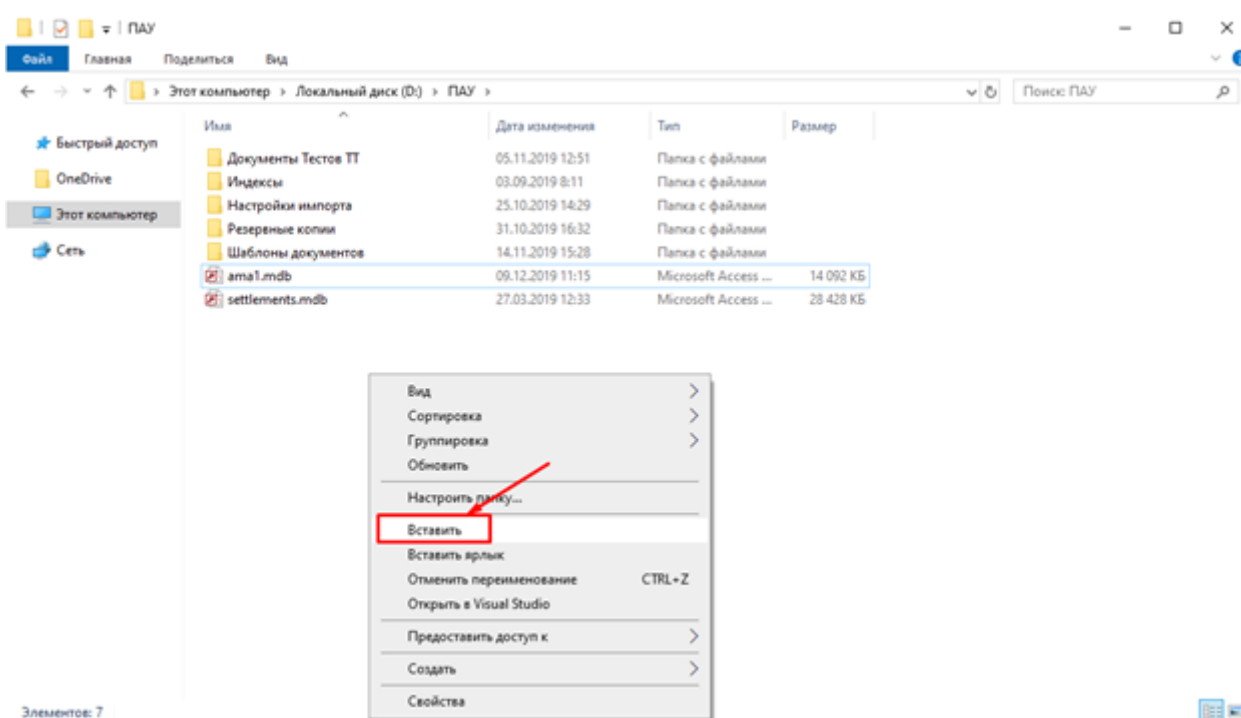 ПАУ
Файл Главная Поделиться Вид
Этот компьютер Локальный диск (D:) ПАУ Поиск: ПАУ
Имя Дата изменения Тип Размер
Быстрый доступ
OneDrive
Этот компьютер
Сеть
Документы Тестов ТТ 05.11.2019 12:51 Папка с файлами
Индексы 03.09.2019 8:11 Папка с файлами
Настройки импорта 25.10.2019 14:29 Папка с файлами
Резервные копии 31.10.2019 16:32 Папка с файлами
Шаблоны документов 14.11.2019 15:28 Папка с файлами
ama1.mdb 09.12.2019 11:15 Microsoft Access ... 14 092 КБ
settlements.mdb 27.03.2019 12:33 Microsoft Access ... 28 428 КБ
Вид
Сортировка
Группировка
Обновить
Настроить папку...
Вставить
Вставить ярлык
Отменить переименование CTRL+Z
Открыть в Visual Studio
Предоставить доступ к
Создать
Свойства
Элементов: 7